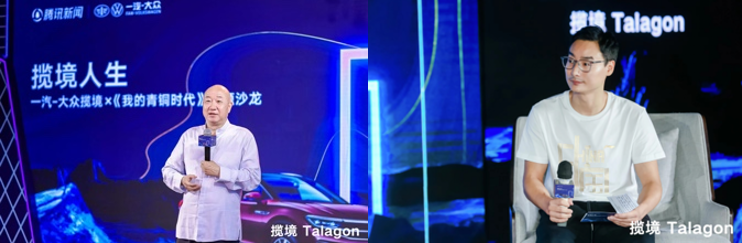 腾讯新闻 一汽-大众
揽境人生
一汽-大众揽境×《我的青铜时代》 沙龙
揽境 Talagon
揽境 Talagon
揽境 Talagon